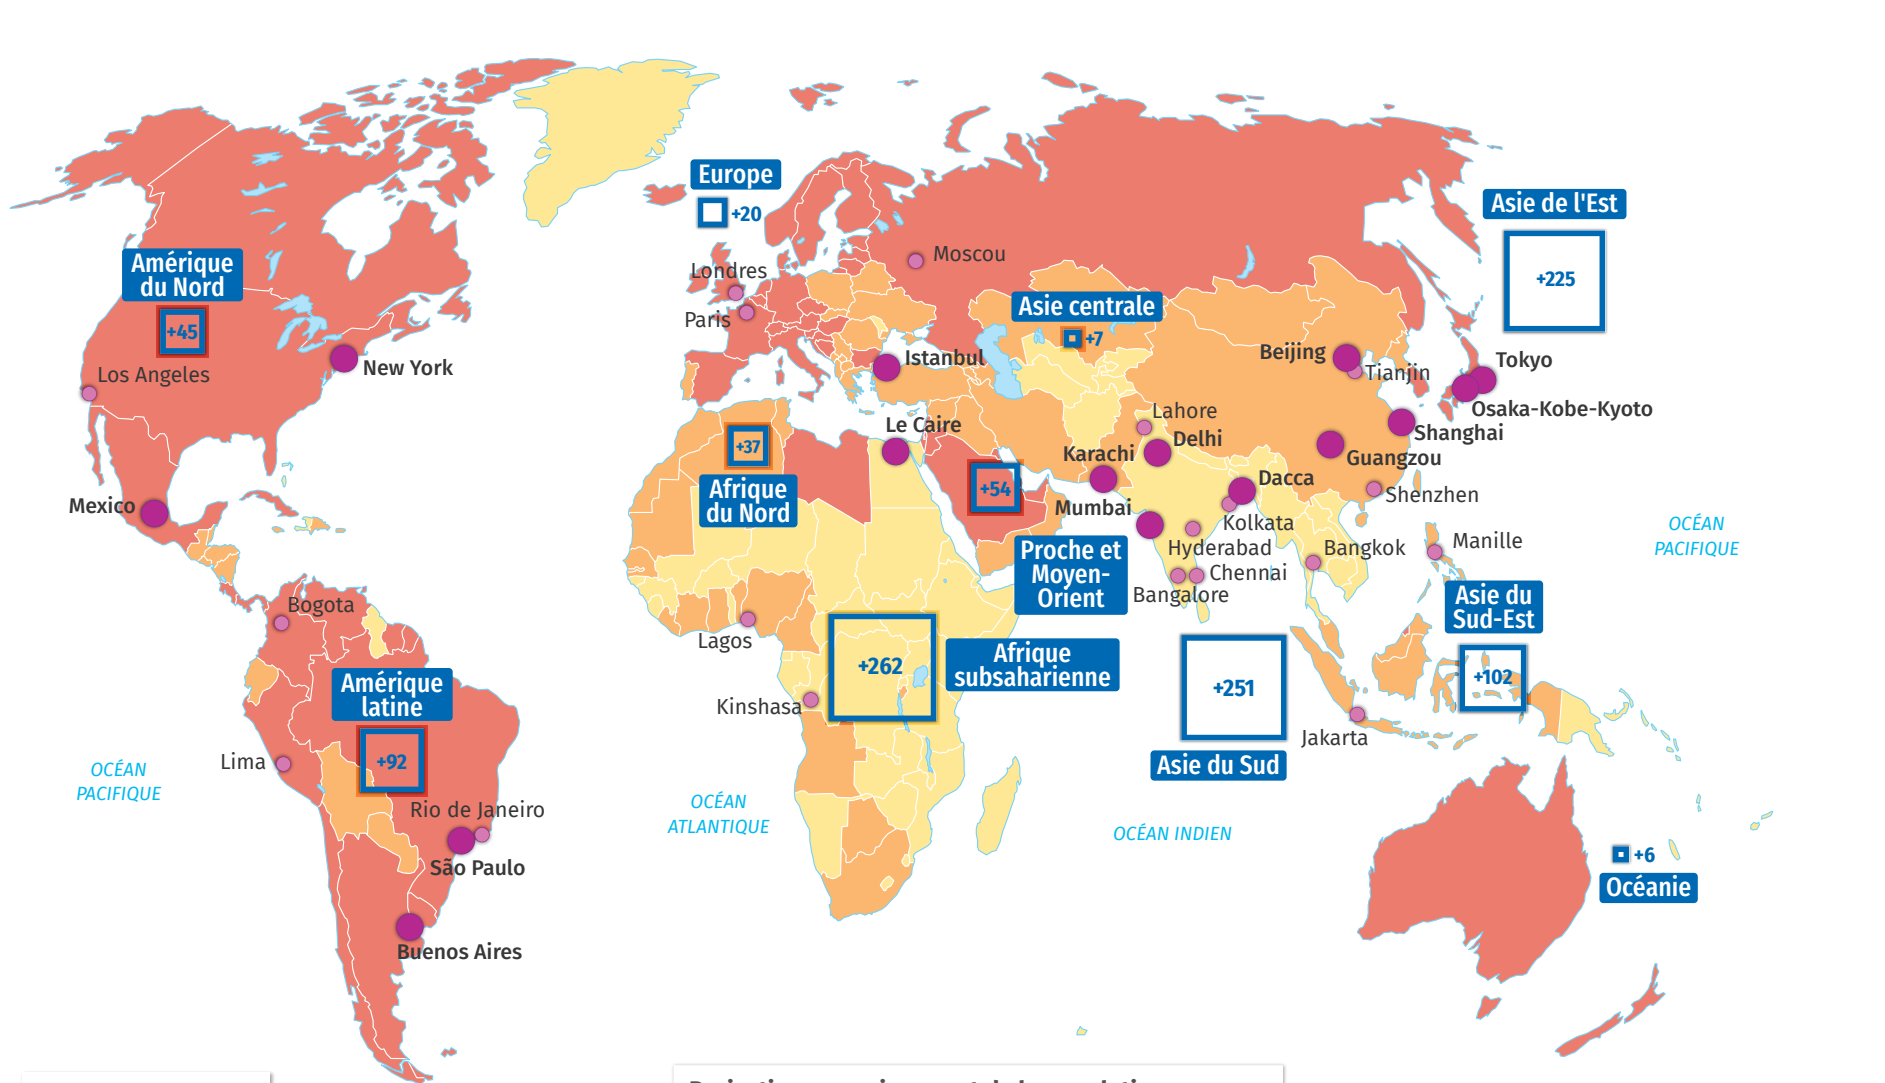 Europe
+20
Asie de l'Est
+225
Moscou
Amérique
du Nord
+45
Londres
Paris
Asie centrale
+7
Istanbul
Beijing
Tianjin
Tokyo
Osaka-Kobe-Kyoto
New York
Los Angeles
Lahore
Delhi
Le Caire
Karachi
Shanghai
Guangzou
+37
Afrique
du Nord
+54
Dacca
Shenzhen
Mexico
Mumbai
Kolkata
OCÉAN
PACIFIQUE
Hyderabad
Bangkok
Manille
Proche et
Moyen-
Orient
Chennai
Bangalore
Asie du
Sud-Est
+102
Bogota
Lagos
+262
Afrique
subsaharienne
+251
Asie du Sud
Amérique
latine
+92
Kinshasa
Jakarta
Lima
OCÉAN
PACIFIQUE
Rio de Janeiro
OCÉAN
ATLANTIQUE
OCÉAN INDIEN
São Paulo
+6
Océanie
Buenos Aires